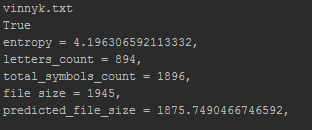 vinnyk.txt
True
entropy = 4.196306592113332,
letters_count = 894,
total_symbols_count = 1896,
file size = 1945,
predicted_file_size = 1875.7490466746592,